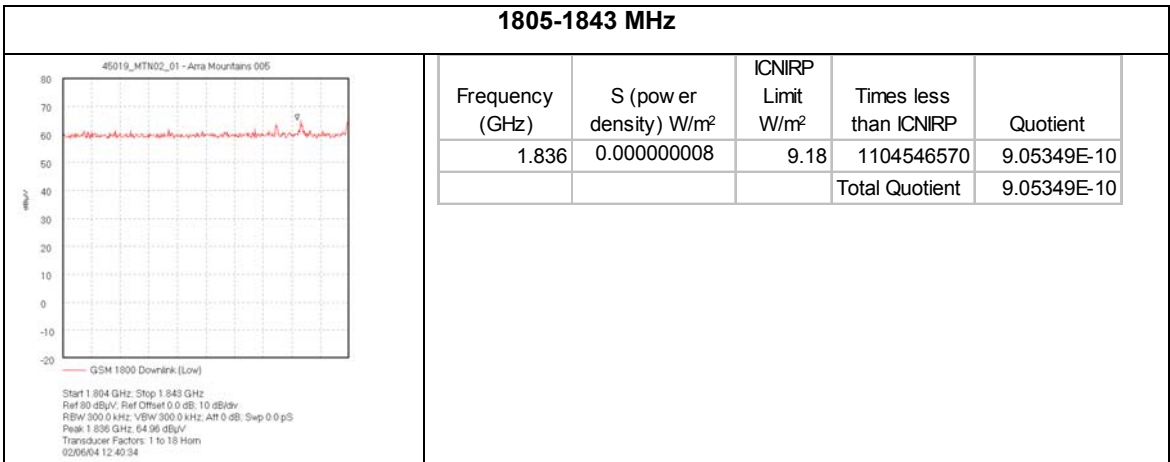 1805-1843 MHz
45019_MTN02_01 - Arra Mountains 005
80
70
60
50
40
30
20
10
0
-10
-20
dBµV
GSM 1800 Downlink (Low)
Start 1.804 GHz; Stop 1.843 GHz
Ref 80 dBµV; Ref Offset 0.0 dB; 10 dB/div
RBW 300.0 kHz; VBW 300.0 kHz; Att 0 dB; Swp 0.0 pS
Peak 1.836 GHz, 64.96 dBµV
Transducer Factors: 1 to 18 Horn
02/06/04 12:40:34
Frequency (GHz) S (pow er density) W/m² ICNIRP Limit W/m² Times less than ICNIRP Quotient
1.836 0.000000008 9.18 1104546570 9.05349E-10
Total Quotient 9.05349E-10